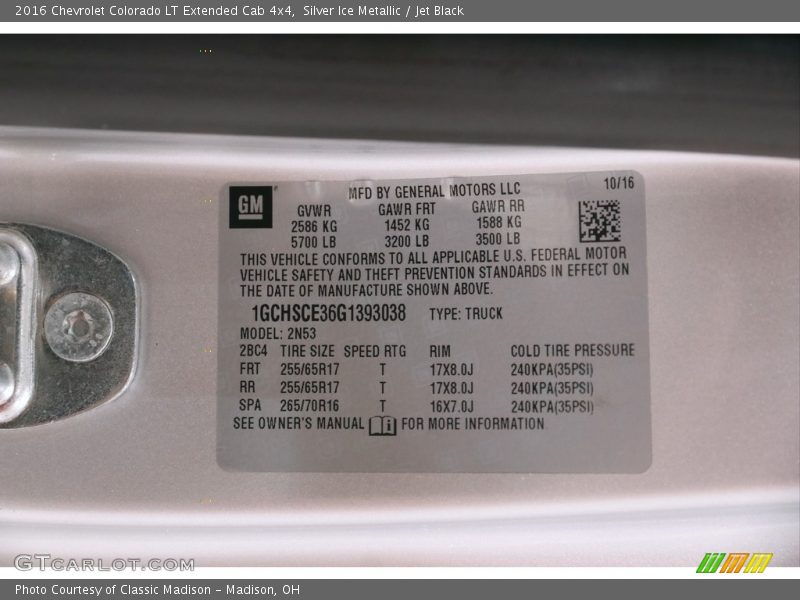 2016 Chevrolet Colorado LT Extended Cab 4x4, Silver Ice Metallic / Jet Black
MFD BY GENERAL MOTORS LLC 10/16
GM
GVWR GAWR FRT GAWR RR
2586 KG 1452 KG 1588 KG
5700 LB 3200 LB 3500 LB
THIS VEHICLE CONFORMS TO ALL APPLICABLE U.S. FEDERAL MOTOR
VEHICLE SAFETY AND THEFT PREVENTION STANDARDS IN EFFECT ON
THE DATE OF MANUFACTURE SHOWN ABOVE.
1GCHSCE36G1393038 TYPE: TRUCK
MODEL: 2N53
2BC4 TIRE SIZE SPEED RTG RIM COLD TIRE PRESSURE
FRT 255/65R17 T 17X8.0J 240KPA(35PSI)
RR 255/65R17 T 17X8.0J 240KPA(35PSI)
SPA 265/70R16 T 16X7.0J 240KPA(35PSI)
SEE OWNER'S MANUAL i FOR MORE INFORMATION
GTCARLOT.COM
Photo Courtesy of Classic Madison - Madison, OH